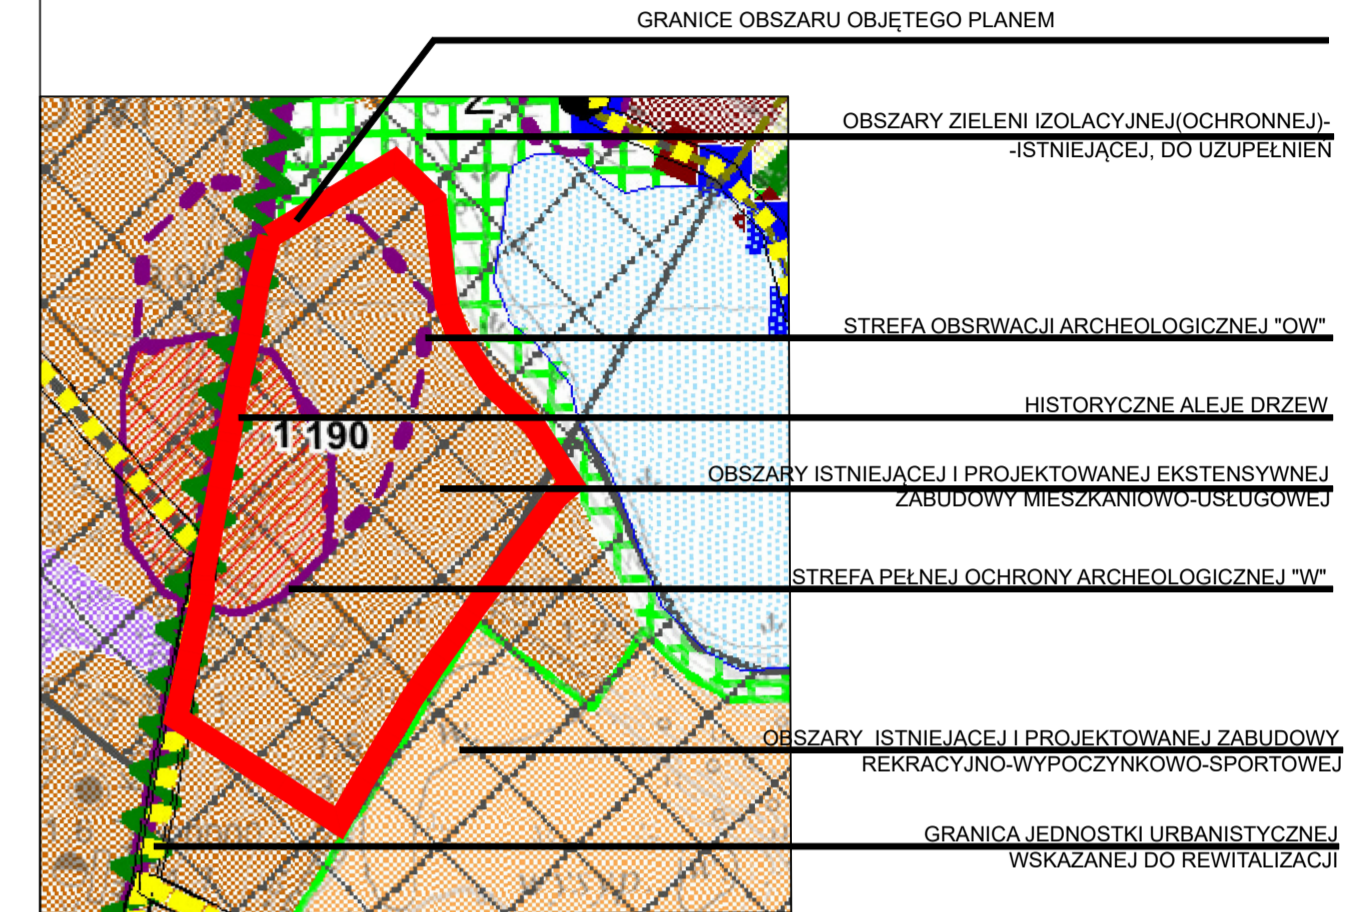 GRANICE OBSZARU OBJĘTEGO PLANEM
OBSZARY ZIELENI IZOLACYJNEJ(OCHRONNEJ)-
-ISTNIEJĄCEJ, DO UZUPEŁNIEŃ
STREFA OBSRWACJI ARCHEOLOGICZNEJ "OW"
HISTORYCZNE ALEJE DRZEW
1 190
OBSZARY ISTNIEJĄCEJ I PROJEKTOWANEJ EKSTENSYWNEJ
ZABUDOWY MIESZKANIOWO-USŁUGOWEJ
STREFA PEŁNEJ OCHRONY ARCHEOLOGICZNEJ "W"
OBSZARY ISTNIEJACEJ I PROJEKTOWANEJ ZABUDOWY
REKRACYJNO-WYPOCZYNKOWO-SPORTOWEJ
GRANICA JEDNOSTKI URBANISTYCZNEJ
WSKAZANEJ DO REWITALIZACJI